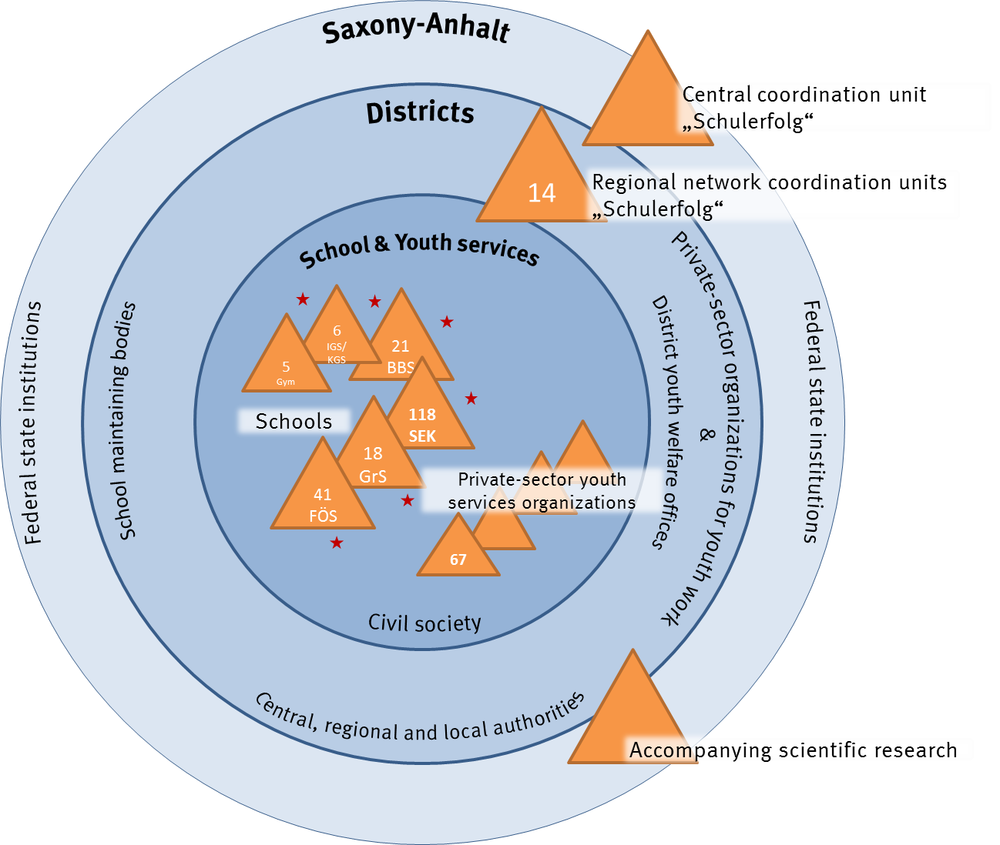 Saxony-Anhalt
Central coordination unit
„Schulerfolg“
Districts
Regional network coordination units
„Schulerfolg“
14
School & Youth services
Private-sector organizations for youth work
&
District youth welfare offices
Federal state institutions
School maintaining bodies
Federal state institutions
6
IGS/
KGS
21
BBS
5
Gym
Schools
118
SEK
18
GrS
41
FÖS
Private-sector youth
services organizations
67
Civil society
Central, regional and local authorities
Accompanying scientific research